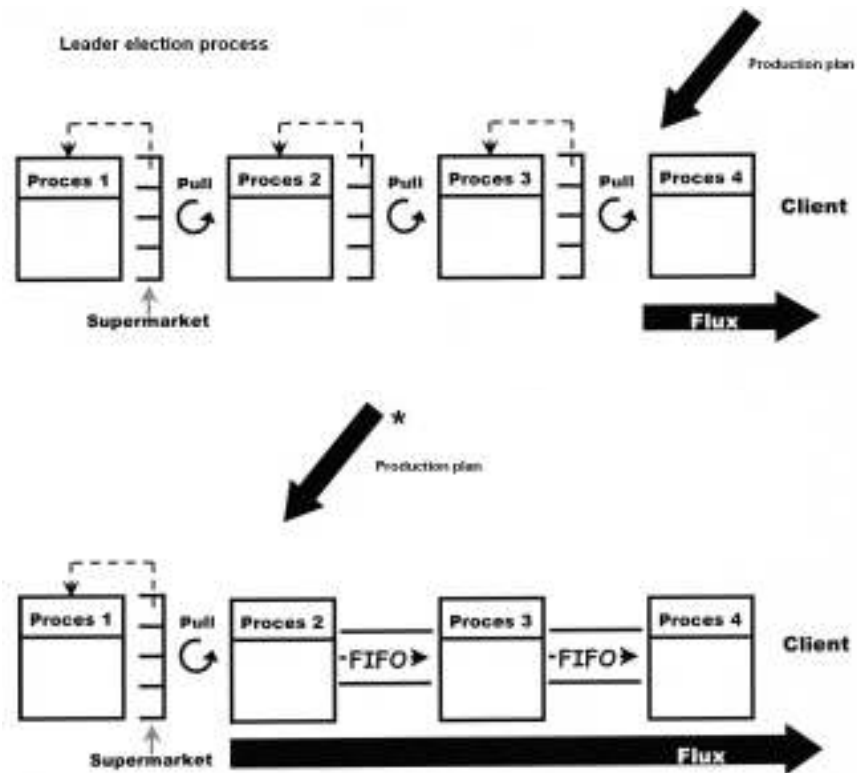 Leader election process
Production plan
Proces 1
Pull
Proces 2
Pull
Proces 3
Pull
Proces 4
Client
Supermarket
Flux
*
Production plan
Proces 1
Pull
Proces 2
-FIFO
Proces 3
-FIFO
Proces 4
Client
Supermarket
Flux